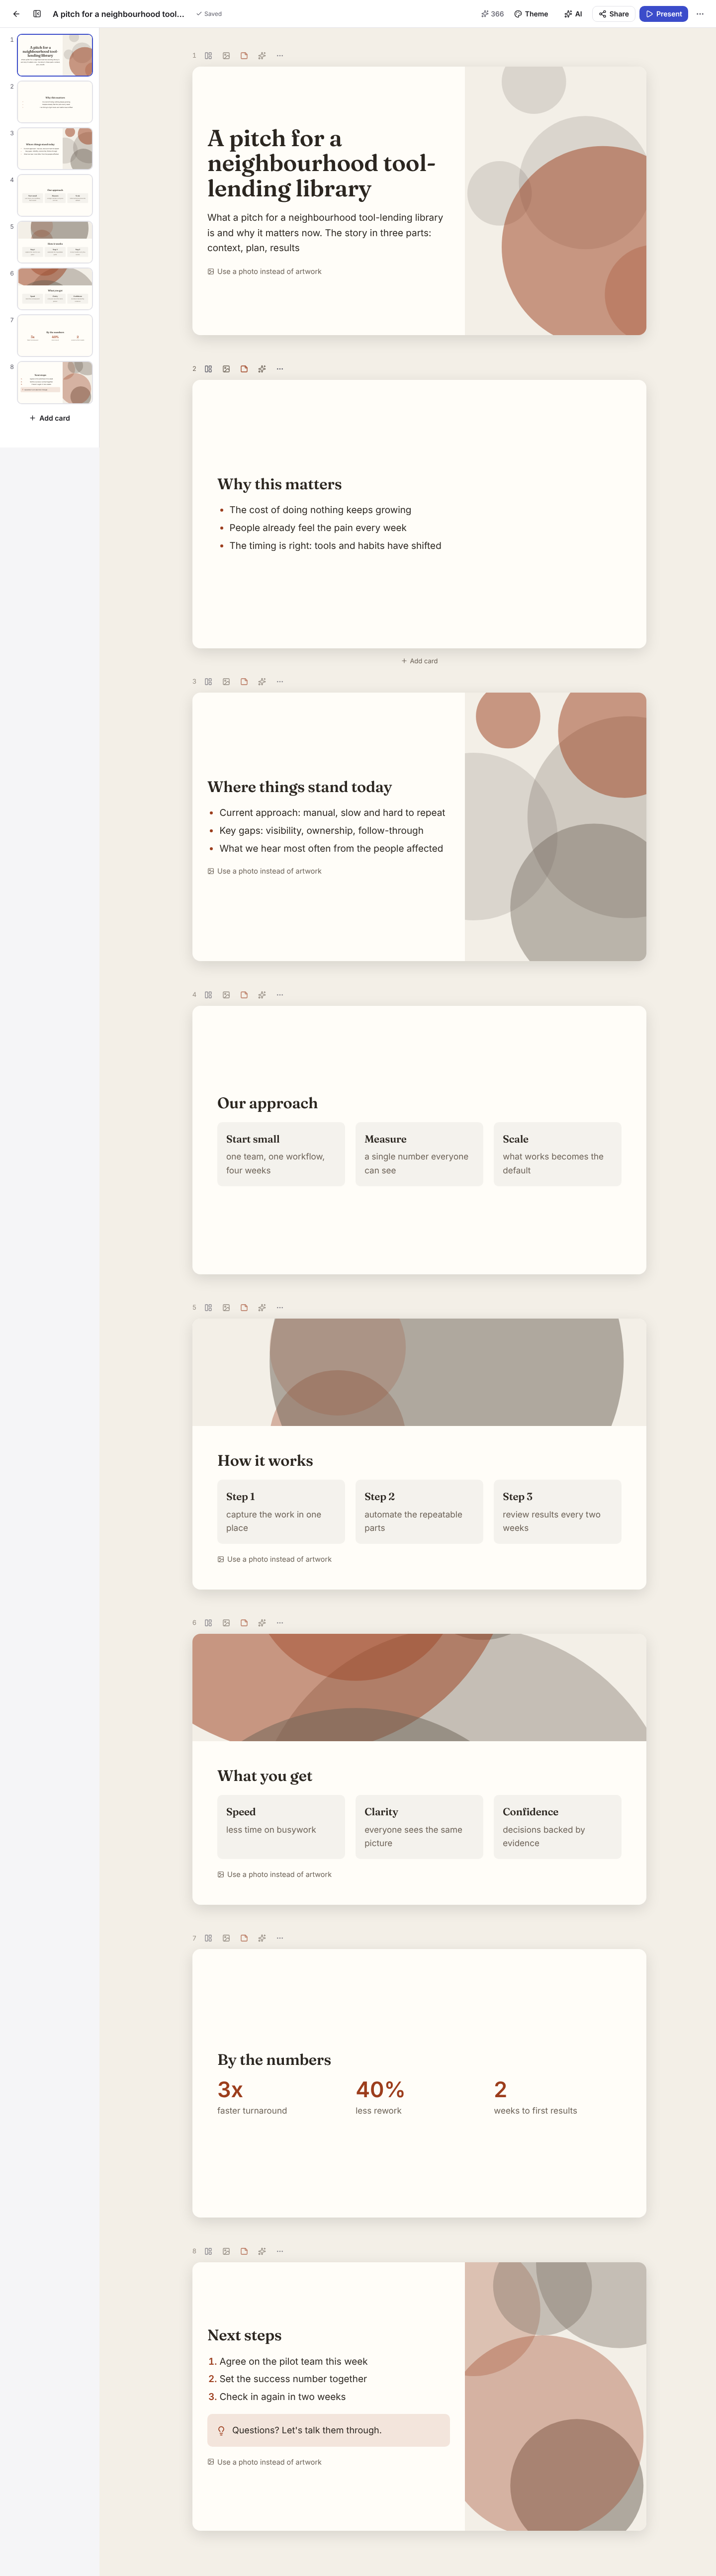 A pitch for a neighbourhood tool...
Saved
366
Theme
AI
Share
Present
1
2
3
4
5
6
7
8
Add card
1
A pitch for a
neighbourhood tool-
lending library
What a pitch for a neighbourhood tool-lending library
is and why it matters now. The story in three parts:
context, plan, results
Use a photo instead of artwork
2
Why this matters
• The cost of doing nothing keeps growing
• People already feel the pain every week
• The timing is right: tools and habits have shifted
Add card
3
Where things stand today
• Current approach: manual, slow and hard to repeat
• Key gaps: visibility, ownership, follow-through
• What we hear most often from the people affected
Use a photo instead of artwork
4
Our approach
Start small
one team, one workflow,
four weeks
Measure
a single number everyone
can see
Scale
what works becomes the
default
5
How it works
Step 1
capture the work in one
place
Step 2
automate the repeatable
parts
Step 3
review results every two
weeks
Use a photo instead of artwork
6
What you get
Speed
less time on busywork
Clarity
everyone sees the same
picture
Confidence
decisions backed by
evidence
Use a photo instead of artwork
7
By the numbers
3x
faster turnaround
40%
less rework
2
weeks to first results
8
Next steps
1. Agree on the pilot team this week
2. Set the success number together
3. Check in again in two weeks
Questions? Let's talk them through.
Use a photo instead of artwork